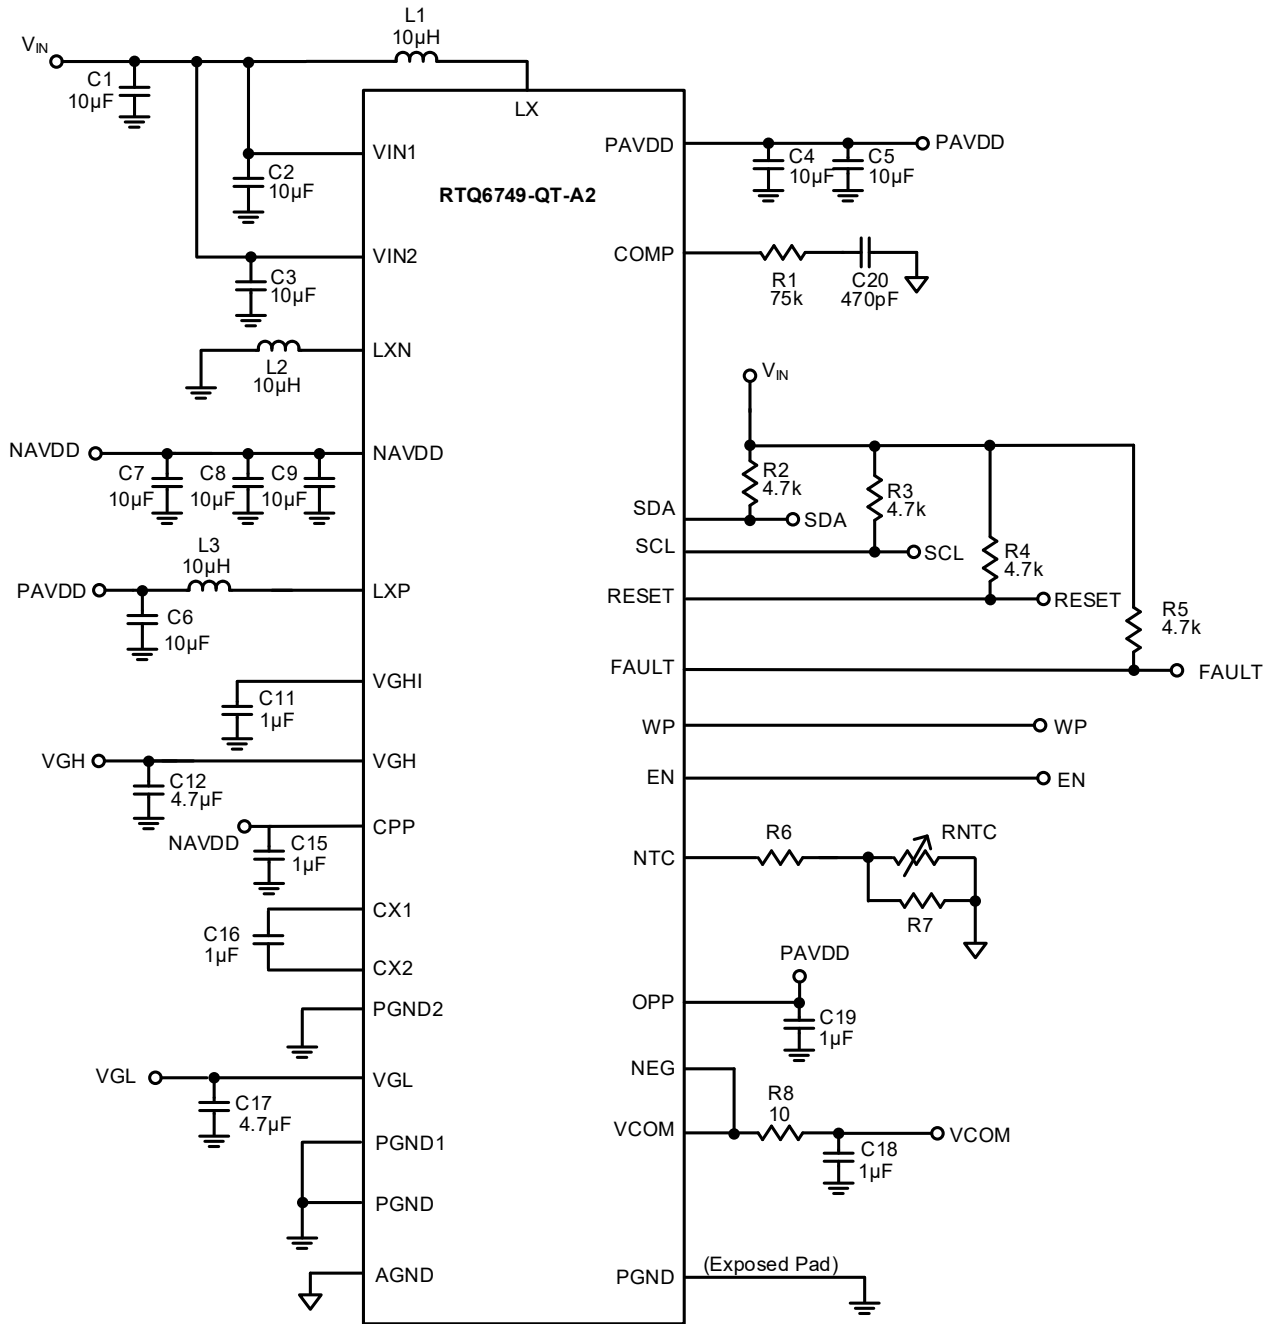 L1
10µH
VIN
C1
10µF
LX
VIN1
C2
10µF
RTQ6749-QT-A2
PAVDD
C4
10µF
C5
10µF
PAVDD
VIN2
C3
10µF
COMP
R1
75k
C20
470pF
LXN
L2
10µH
VIN
NAVDD
NAVDD
C7
10µF
C8
10µF
C9
10µF
R2
4.7k
R3
4.7k
SDA
SDA
SCL
SCL
R4
4.7k
L3
10µH
PAVDD
LXP
C6
10µF
RESET
RESET
R5
4.7k
FAULT
FAULT
VGHI
C11
1µF
WP
WP
VGH
VGH
C12
4.7µF
EN
EN
CPP
NAVDD
C15
1µF
NTC
R6
RNTC
R7
CX1
C16
1µF
CX2
PAVDD
OPP
C19
1µF
PGND2
NEG
VGL
VGL
C17
4.7µF
R8
10
VCOM
VCOM
C18
1µF
PGND1
PGND
AGND
PGND
(Exposed Pad)